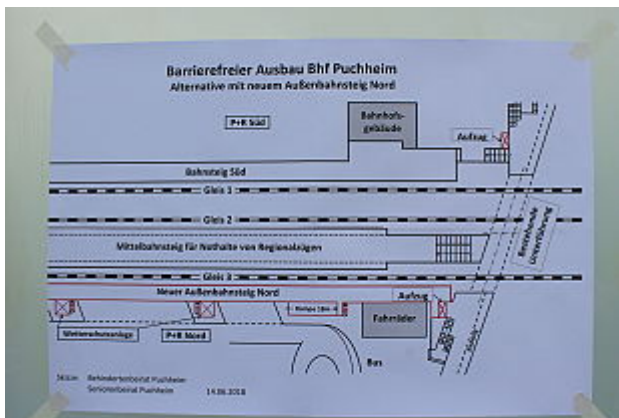 Barrierefreier Ausbau Bhf Puchheim
Alternative mit neuem Außenbahnsteig Nord
P+R Süd
Bahnhofs-
gebäude
Aufzug
Bahnsteig Süd
Gleis 1
Gleis 2
Bestehende
Unterführung
Mittelbahnsteig für Nothalte von Regionalzügen
Gleis 3
Neuer Außenbahnsteig Nord
Aufzug
Rampe
Fahrräder
Wetterschutzanlage
P+R Nord
Bus
Skizze: Behindertenbeirat Puchheim
Seniorenbeirat Puchheim 14.06.2018